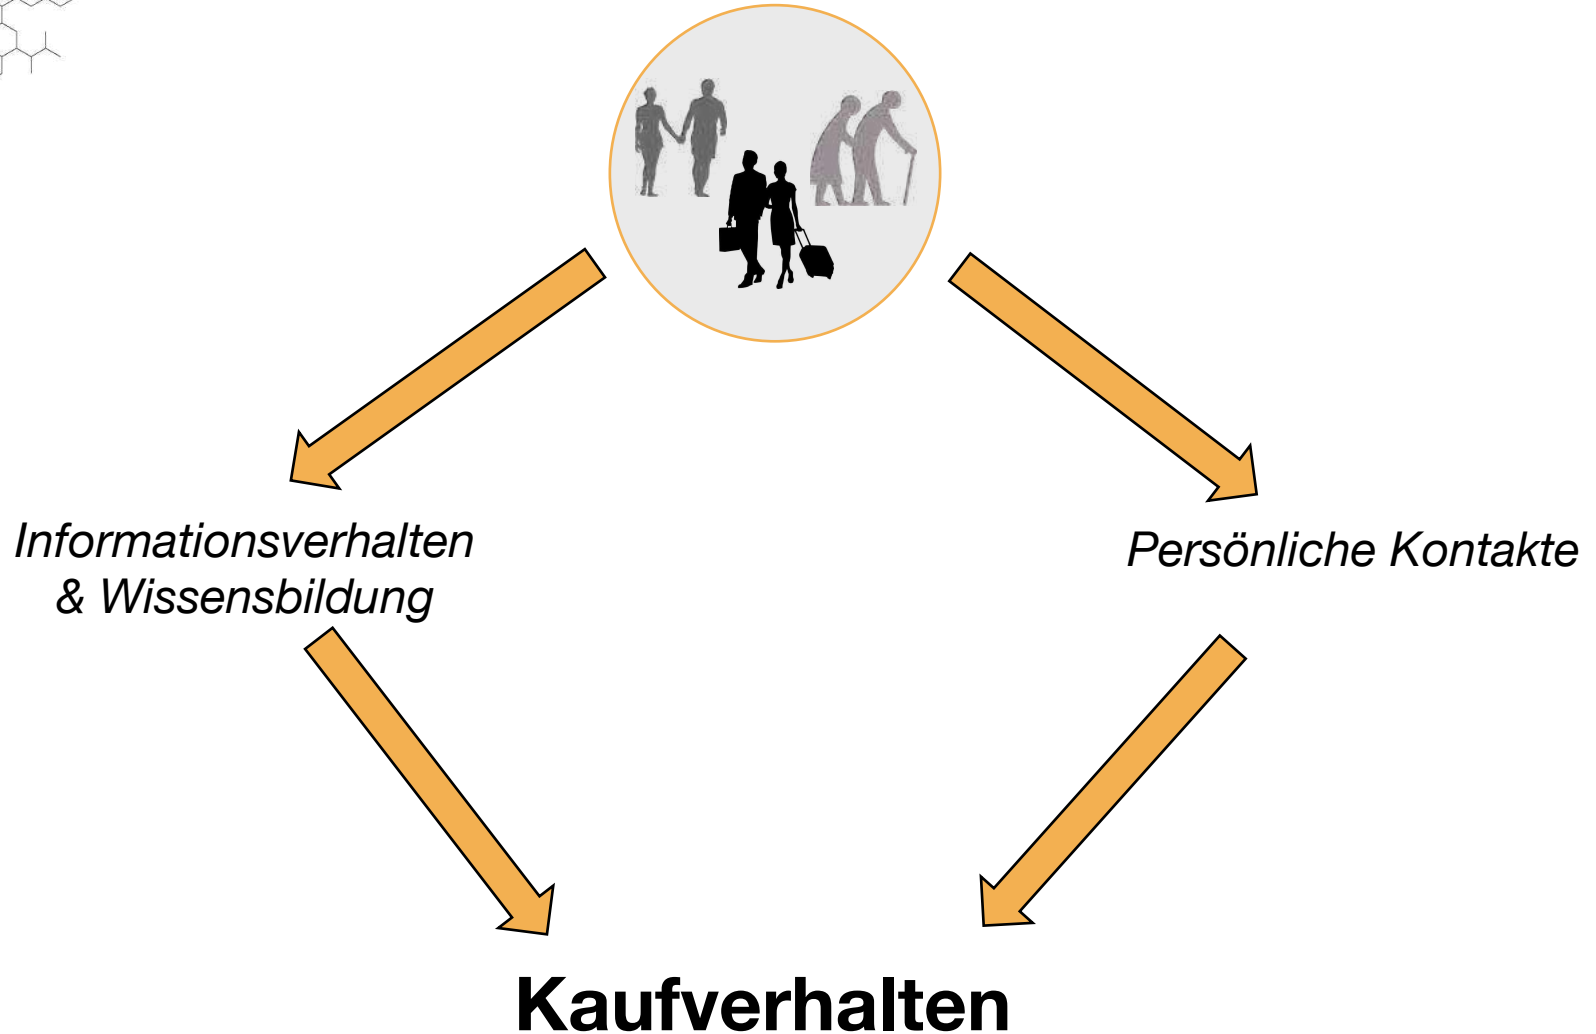 Informationsverhalten
& Wissensbildung
Persönliche Kontakte
Kaufverhalten